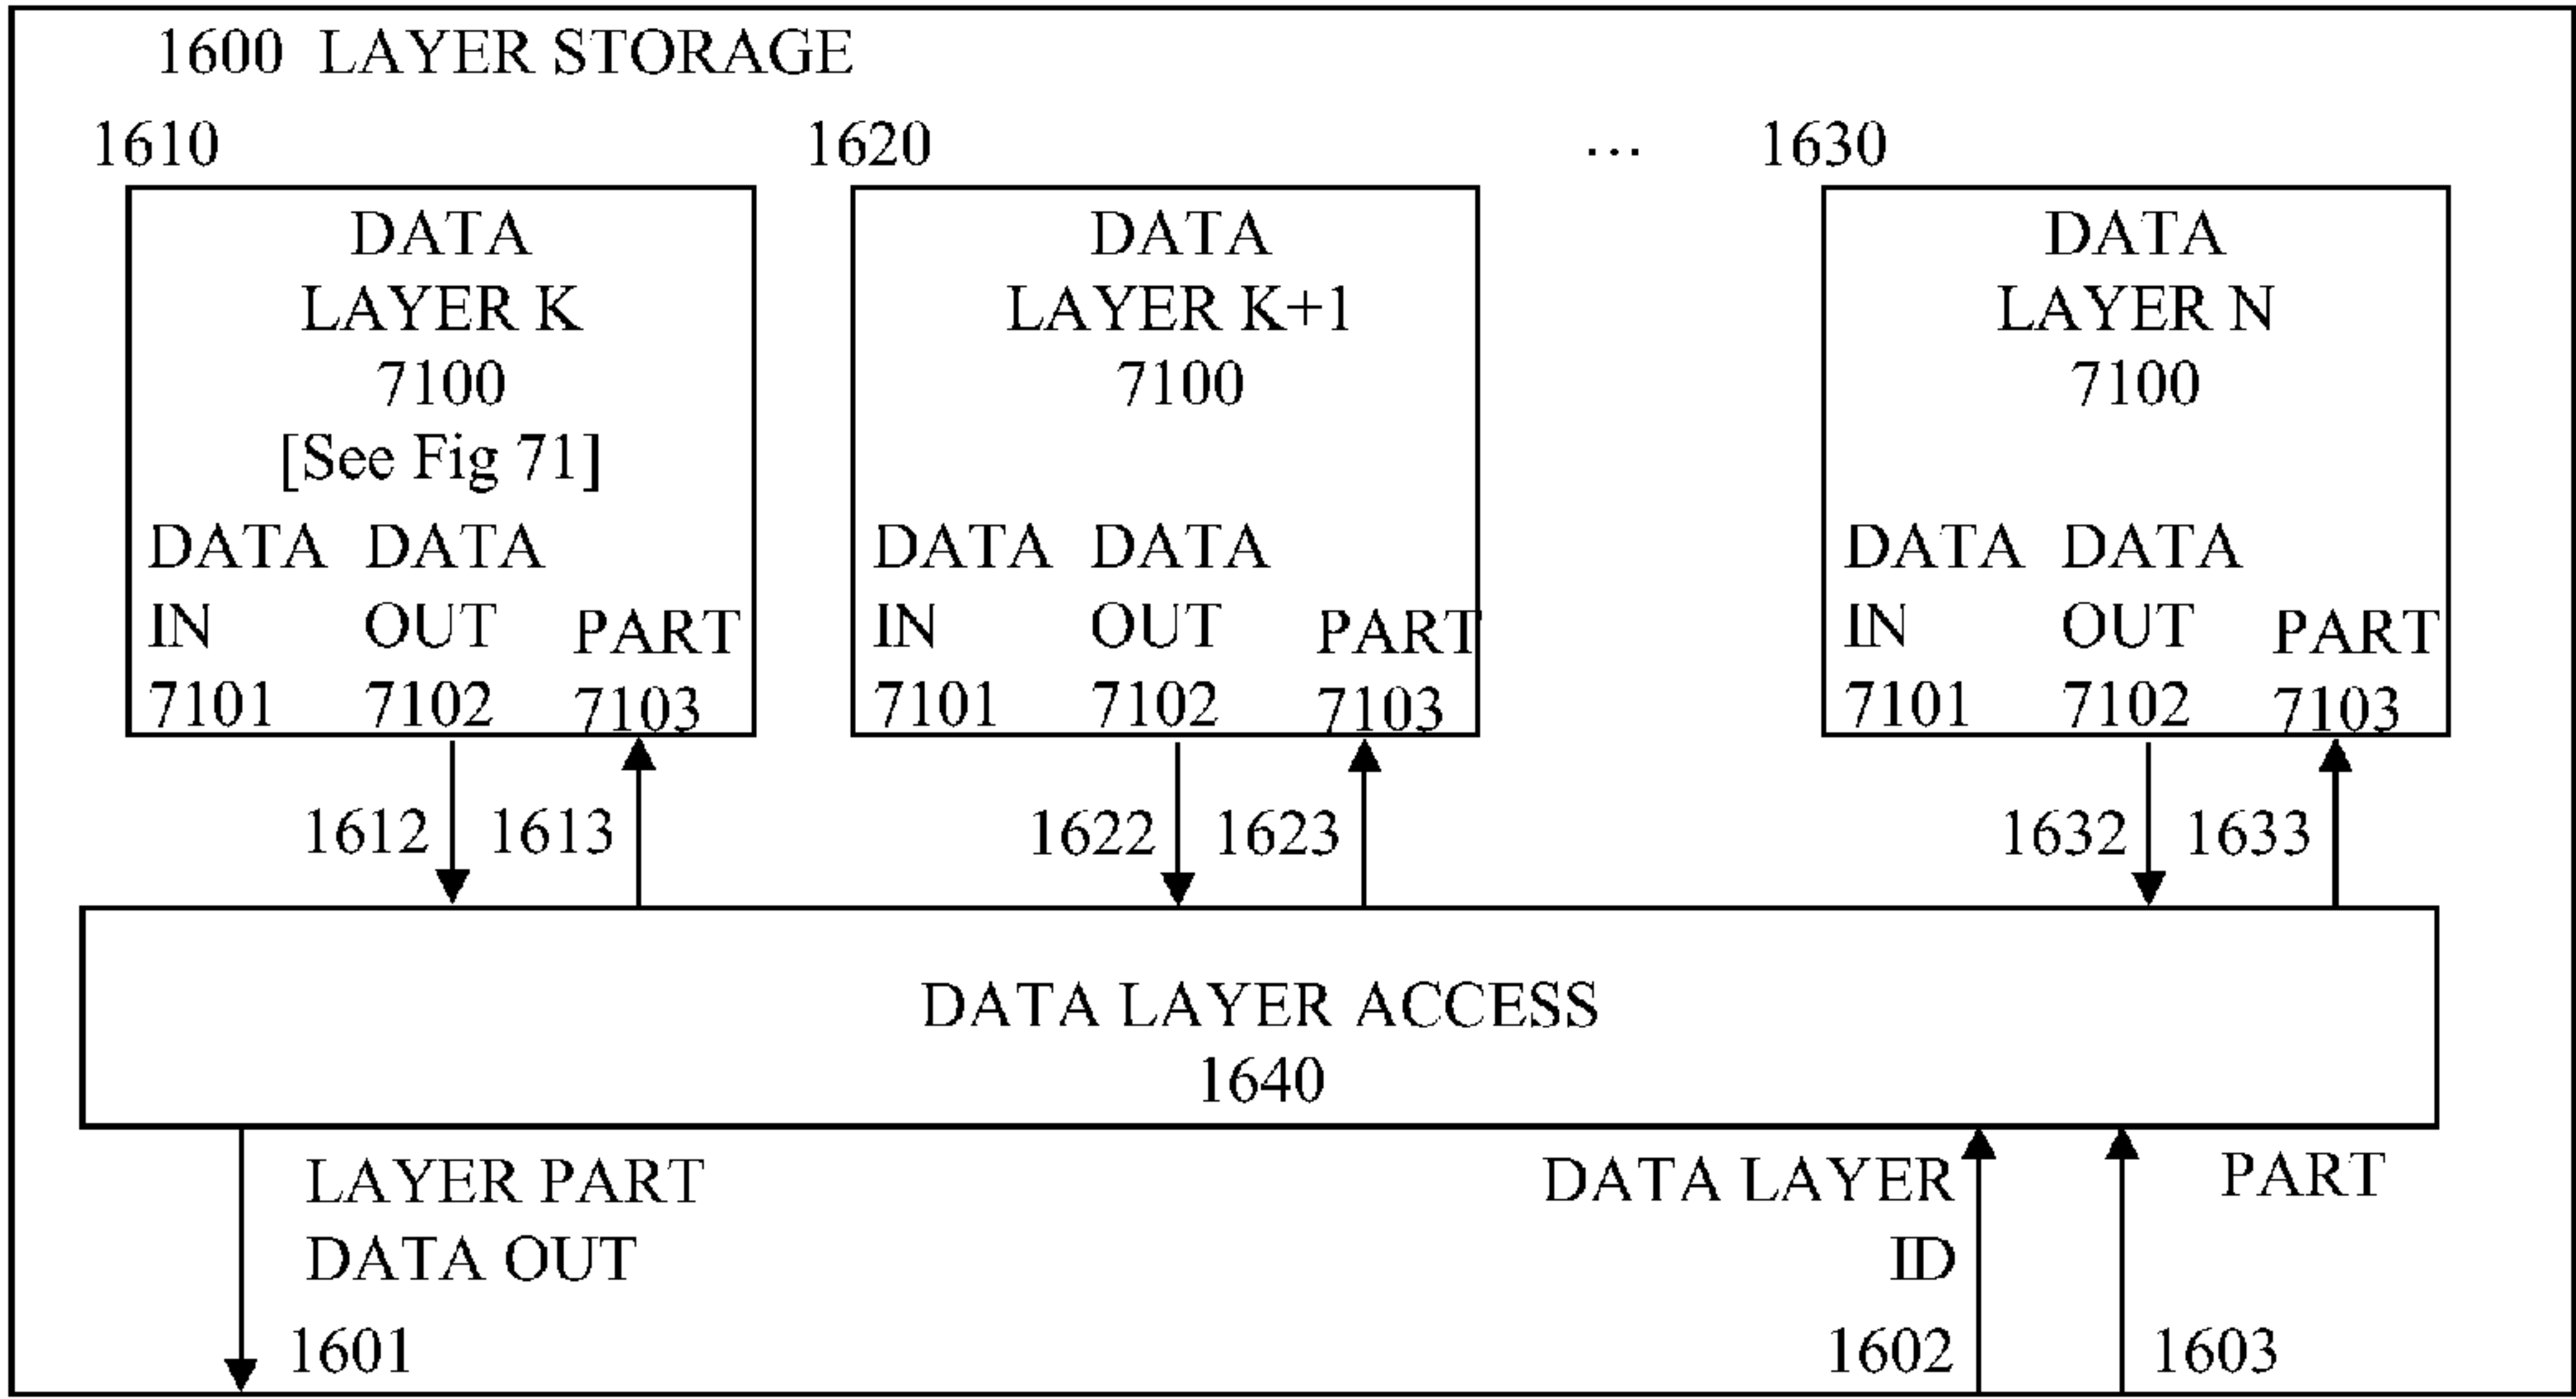 1600 LAYER STORAGE
1610
1620
...
1630
DATA
LAYER K
7100
[See Fig 71]
DATA DATA
IN OUT PART
7101 7102 7103
DATA
LAYER K+1
7100
DATA DATA
IN OUT PART
7101 7102 7103
DATA
LAYER N
7100
DATA DATA
IN OUT PART
7101 7102 7103
1612 1613
1622 1623
1632 1633
DATA LAYER ACCESS
1640
LAYER PART
DATA OUT
1601
DATA LAYER
ID
1602
PART
1603